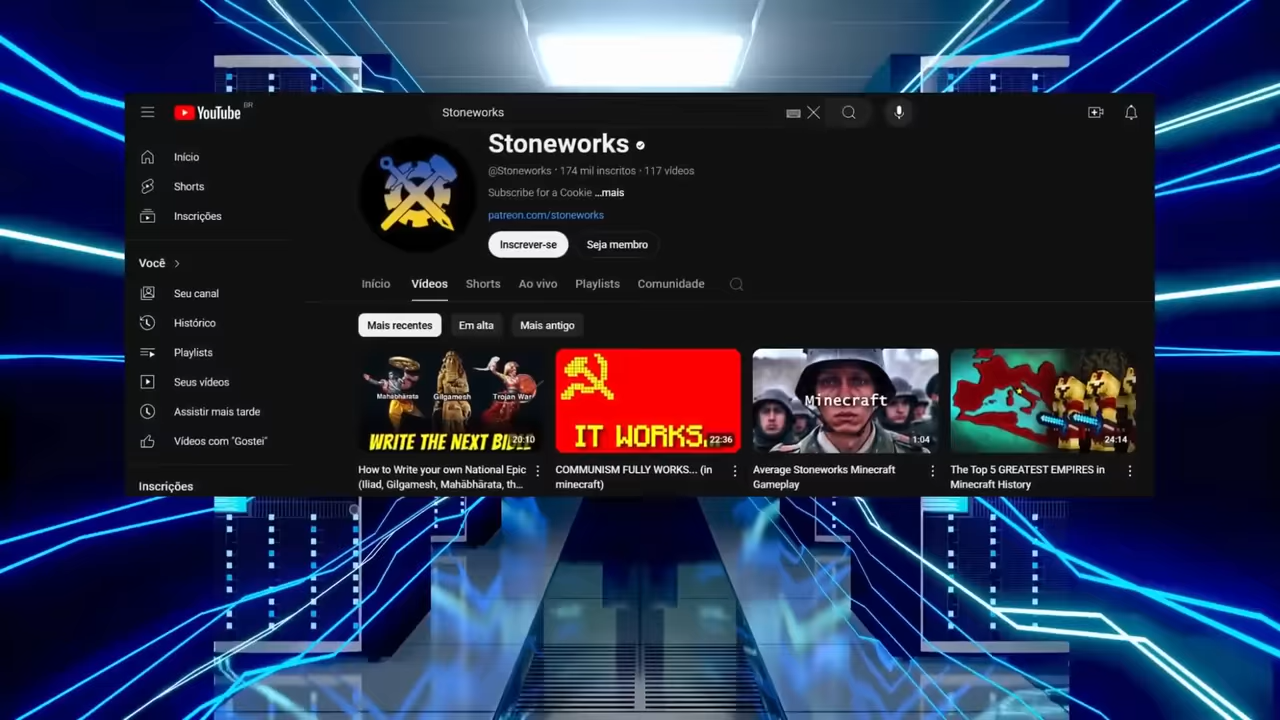 YouTube BR
Stoneworks
Início
Shorts
Inscrições
Você
Seu canal
Histórico
Playlists
Seus vídeos
Assistir mais tarde
Vídeos com "Gostei"
Inscrições
Stoneworks
@Stoneworks · 174 mil inscritos · 117 vídeos
Subscribe for a Cookie ...mais
patreon.com/stoneworks
Inscrever-se Seja membro
Início Vídeos Shorts Ao vivo Playlists Comunidade
Mais recentes Em alta Mais antigo
Mahābhārata Gilgamesh Trojan War
WRITE THE NEXT
20:10
How to Write your own National Epic
(Iliad, Gilgamesh, Mahābhārata, th...
IT WORKS.
22:36
COMMUNISM FULLY WORKS... (in
minecraft)
Minecraft
1:04
Average Stoneworks Minecraft
Gameplay
24:14
The Top 5 GREATEST EMPIRES in
Minecraft History